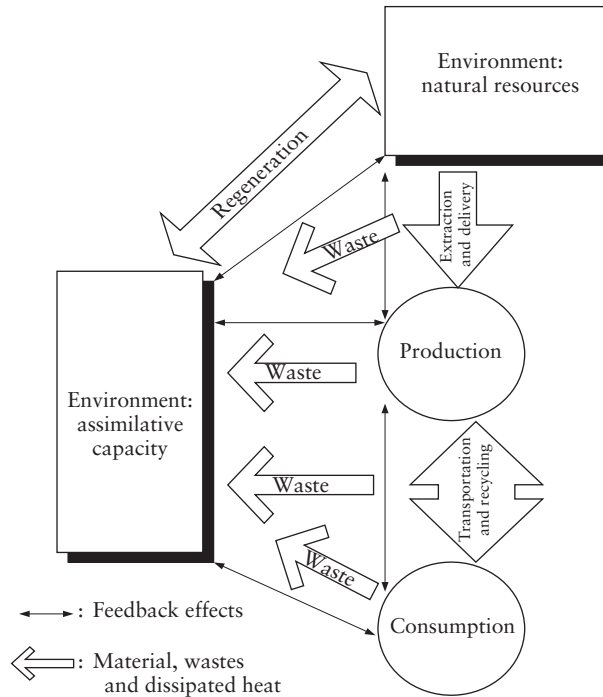 Environment:
natural resources
Regeneration
Waste
Extraction
and delivery
Production
Waste
Environment:
assimilative
capacity
Waste
Transportation
and recycling
Waste
Consumption
: Feedback effects
: Material, wastes
and dissipated heat